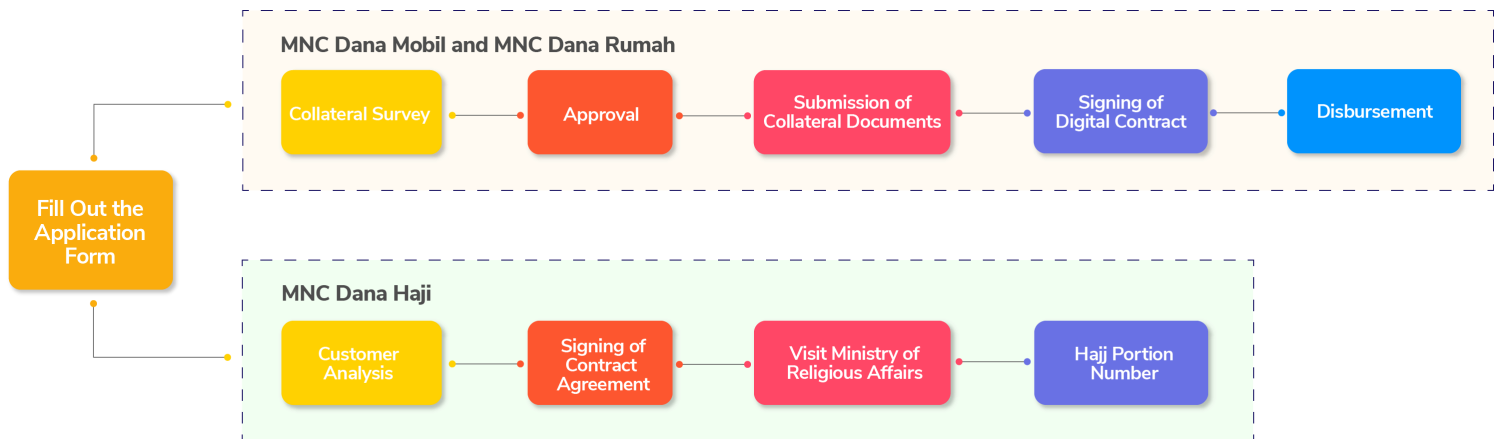 Fill Out the
Application
Form
MNC Dana Mobil and MNC Dana Rumah
Collateral Survey
Approval
Submission of
Collateral Documents
Signing of
Digital Contract
Disbursement
MNC Dana Haji
Customer
Analysis
Signing of
Contract
Agreement
Visit Ministry of
Religious Affairs
Hajj Portion
Number